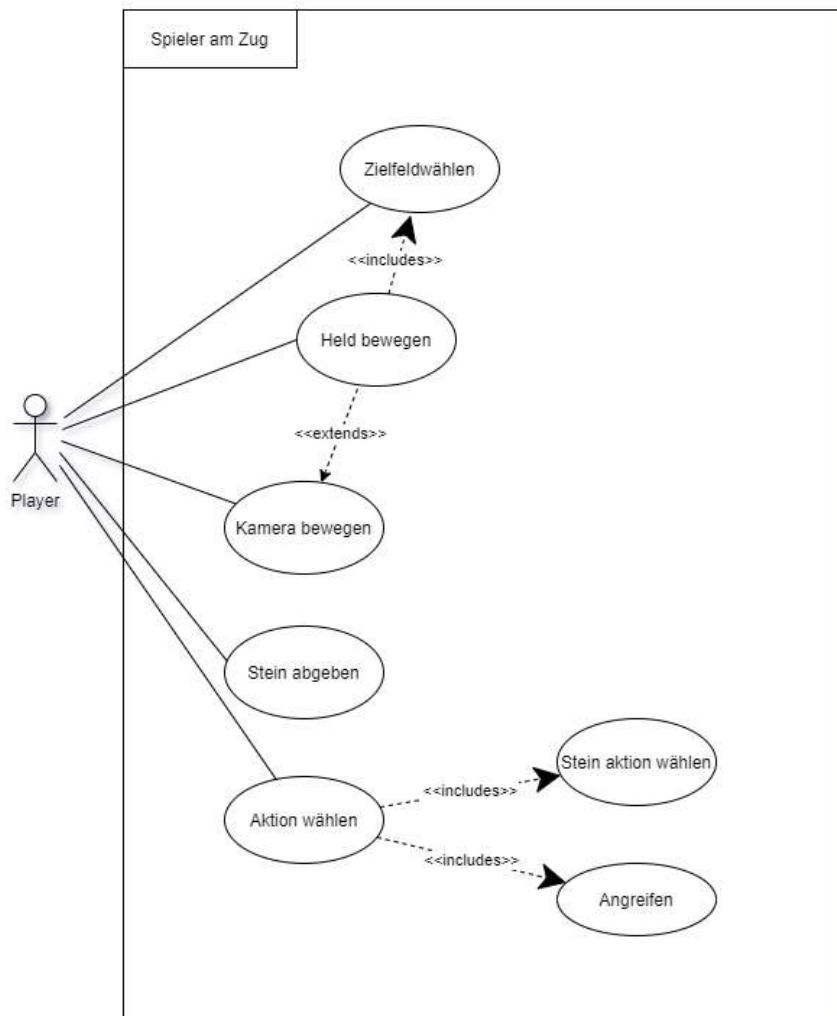 Spieler am Zug
Zielfeldwählen
<<includes>>
Held bewegen
<<extends>>
Player
Kamera bewegen
Stein abgeben
Stein aktion wählen
<<includes>>
Aktion wählen
<<includes>>
Angreifen